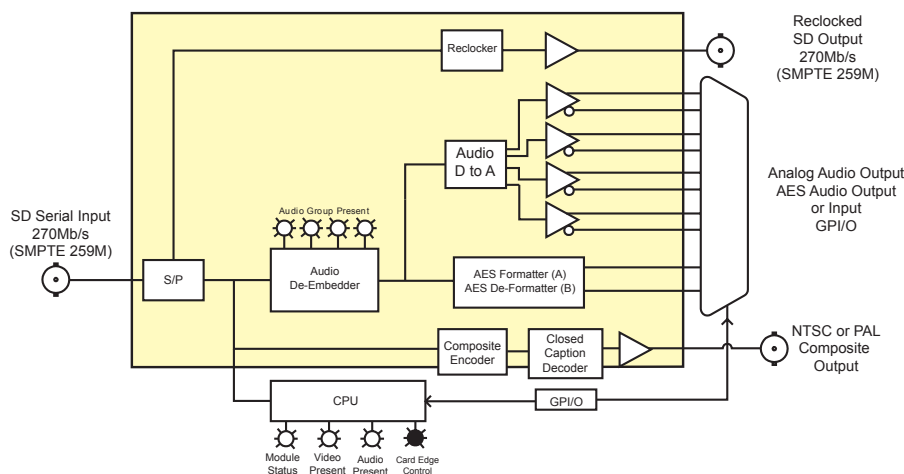 Reclocked
SD Output
270Mb/s
(SMPTE 259M)
Reclocker
Audio
D to A
Analog Audio Output
AES Audio Output
or Input
GPI/O
SD Serial Input
270Mb/s
(SMPTE 259M)
Audio Group Present
S/P
Audio
De-Embedder
AES Formatter (A)
AES De-Formatter (B)
Composite
Encoder
Closed
Caption
Decoder
NTSC or PAL
Composite
Output
CPU
GPI/O
Module
Status
Video
Present
Audio
Present
Card Edge
Control